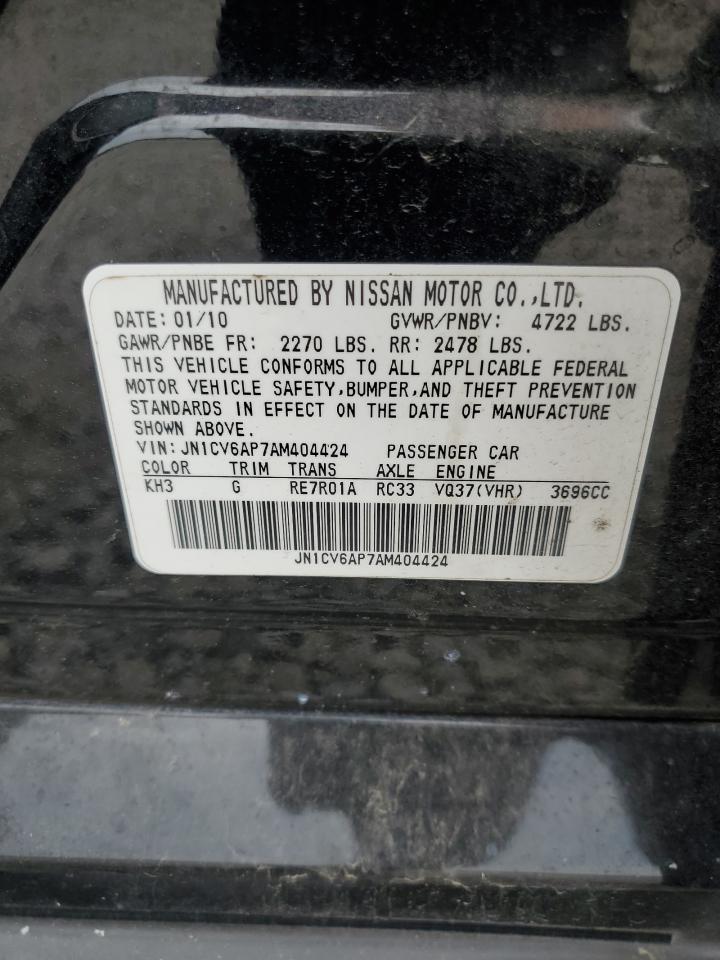 MANUFACTURED BY NISSAN MOTOR CO.,LTD.
DATE: 01/10 GVWR/PNBV: 4722 LBS.
GAWR/PNBE FR: 2270 LBS. RR: 2478 LBS.
THIS VEHICLE CONFORMS TO ALL APPLICABLE FEDERAL
MOTOR VEHICLE SAFETY,BUMPER,AND THEFT PREVENTION
STANDARDS IN EFFECT ON THE DATE OF MANUFACTURE
SHOWN ABOVE.
VIN: JN1CV6AP7AM404424 PASSENGER CAR
COLOR TRIM TRANS AXLE ENGINE
KH3 G RE7R01A RC33 VQ37(VHR) 3696CC
JN1CV6AP7AM404424